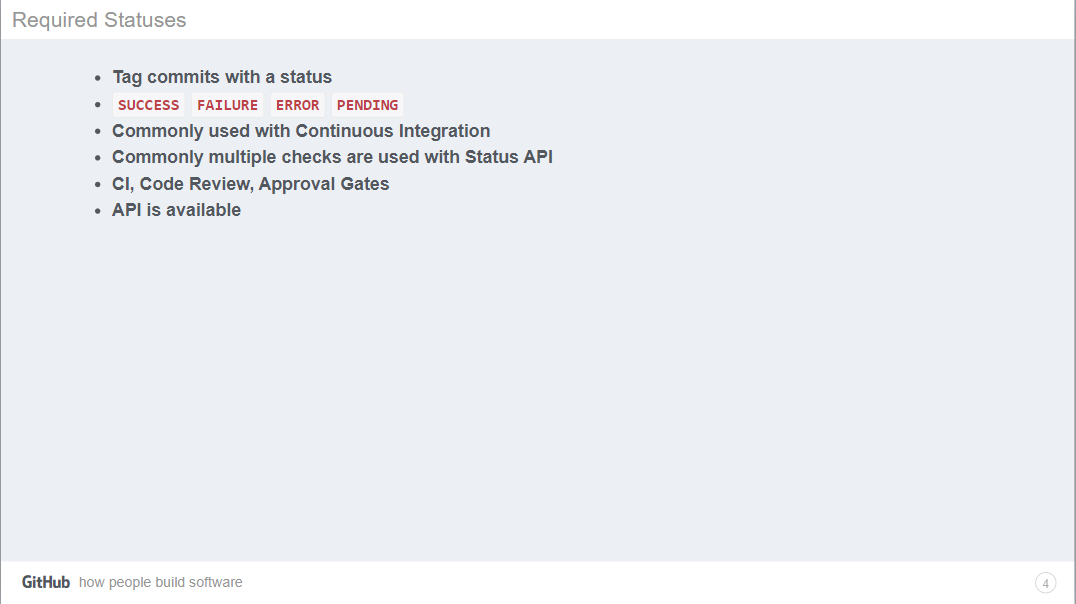 Required Statuses
• Tag commits with a status
• SUCCESS FAILURE ERROR PENDING
• Commonly used with Continuous Integration
• Commonly multiple checks are used with Status API
• CI, Code Review, Approval Gates
• API is available
GitHub how people build software 4